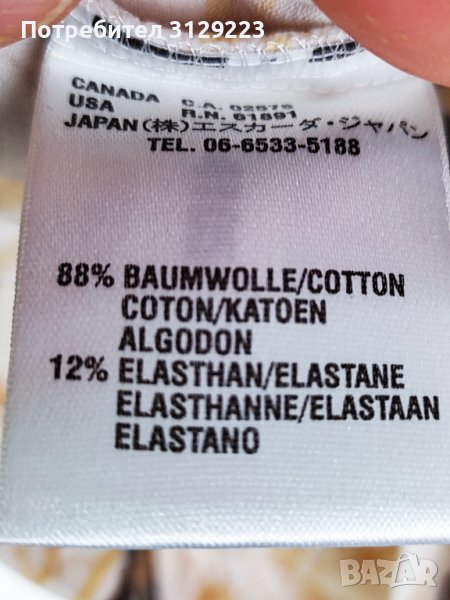 Потребител 3129223
CANADA C.A. 02575
USA R.N. 61891
JAPAN(株)エスカーダ・ジャパン
TEL. 06-6533-5188
88% BAUMWOLLE/COTTON
COTON/KATOEN
ALGODON
12% ELASTHAN/ELASTANE
ELASTHANNE/ELASTAAN
ELASTANO
BAZAR